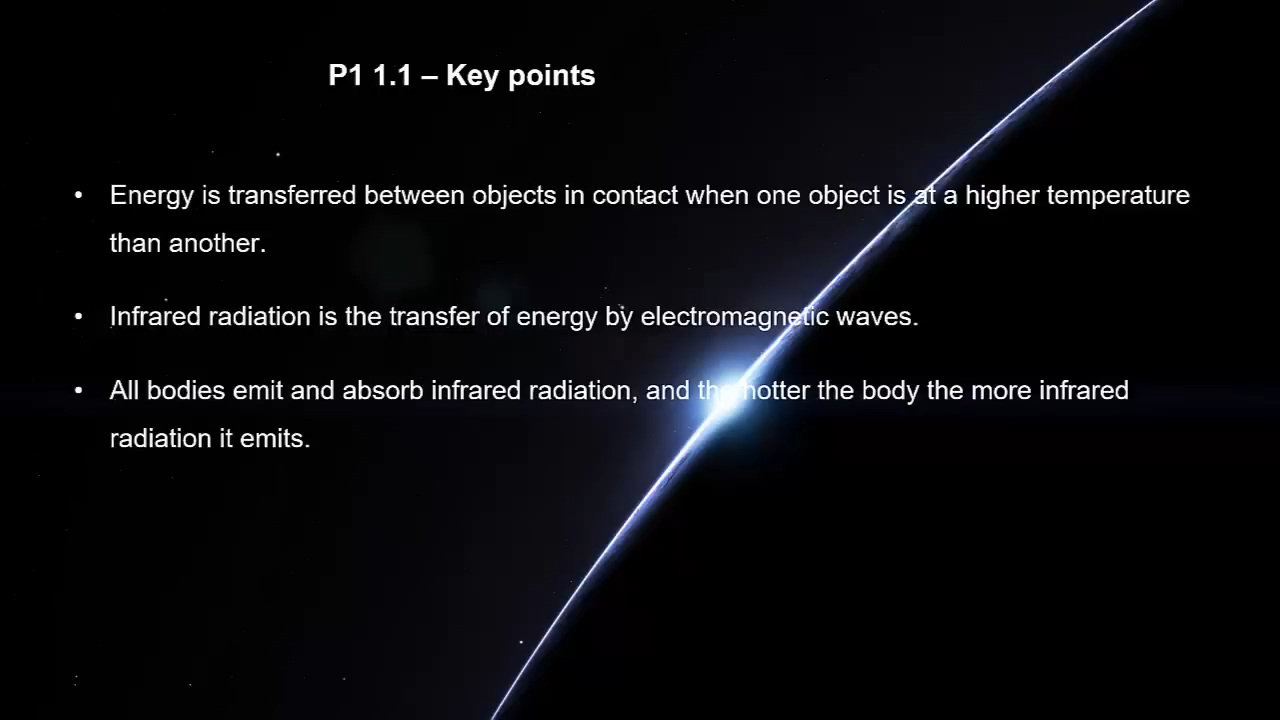 P1 1.1 – Key points
• Energy is transferred between objects in contact when one object is at a higher temperature
than another.
• Infrared radiation is the transfer of energy by electromagnetic waves.
• All bodies emit and absorb infrared radiation, and the hotter the body the more infrared
radiation it emits.